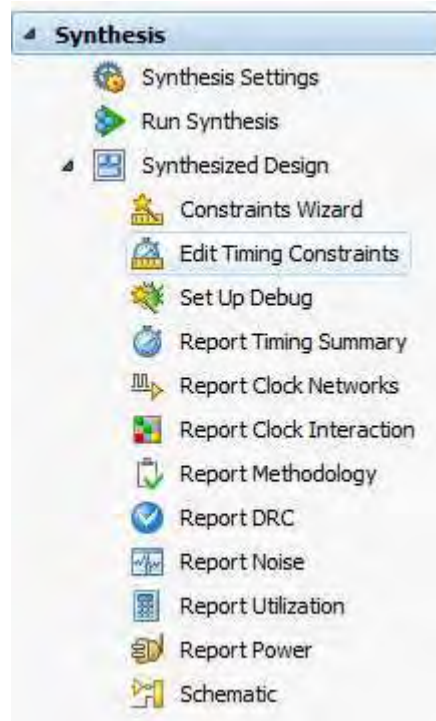 Synthesis
Synthesis Settings
Run Synthesis
Synthesized Design
Constraints Wizard
Edit Timing Constraints
Set Up Debug
Report Timing Summary
Report Clock Networks
Report Clock Interaction
Report Methodology
Report DRC
Report Noise
Report Utilization
Report Power
Schematic